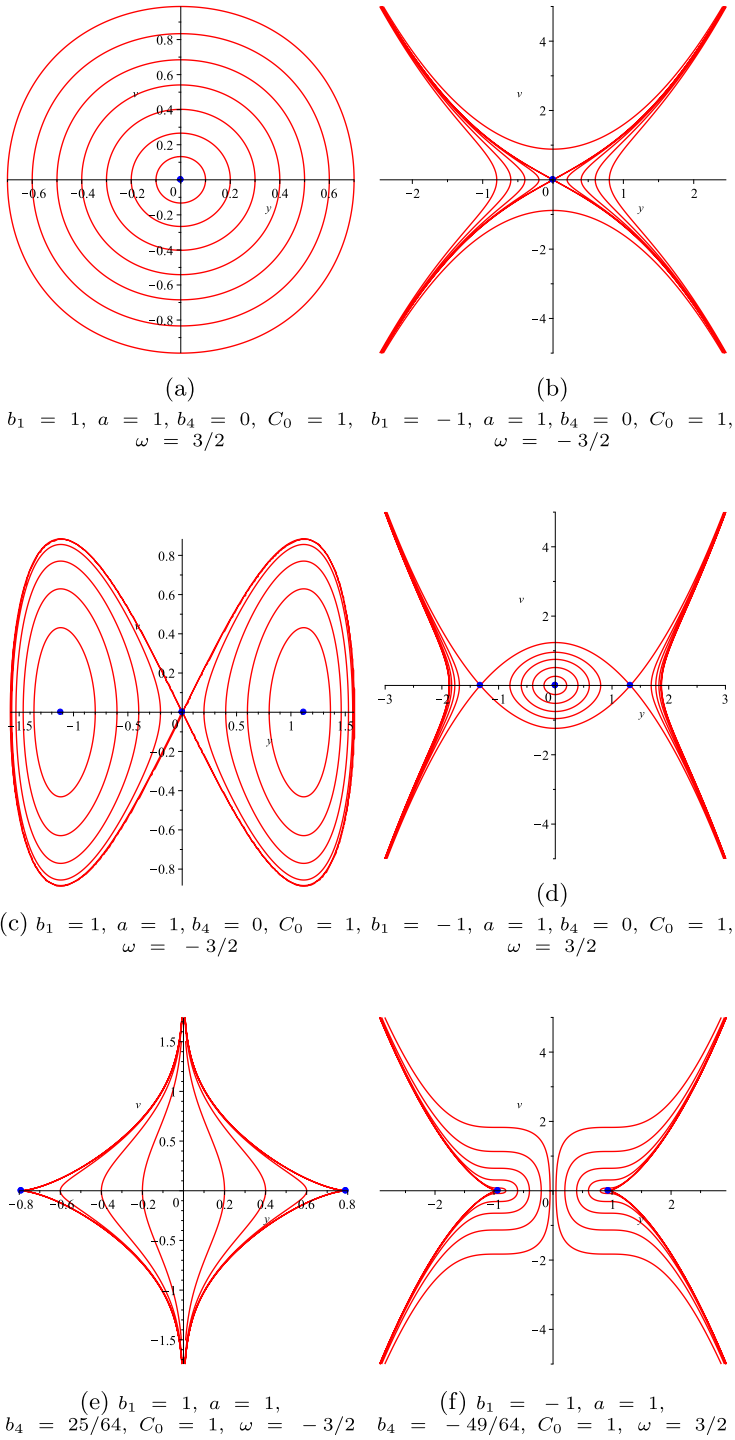 0.8
0.6
v
0.4
0.2
−0.6 −0.4 −0.2 0 0.2 0.4 0.6
y
−0.2
−0.4
−0.6
−0.8
4
v
2
−2 −1 0 1 2
y
−2
−4
(a) (b)
b₁ = 1, a = 1, b₄ = 0, C₀ = 1, b₁ = −1, a = 1, b₄ = 0, C₀ = 1,
ω = 3/2 ω = −3/2
0.8
0.6
v
0.4
0.2
−1.5 −1 0 0.5 1 1.5
y
−0.2
−0.4
−0.6
−0.8
4
v
2
−3 −2 −1 0 1 2 3
y
−2
−4
(d)
(c) b₁ = 1, a = 1, b₄ = 0, C₀ = 1, b₁ = −1, a = 1, b₄ = 0, C₀ = 1,
ω = −3/2 ω = 3/2
1.5
1
v
0.5
−0.8 −0.6 −0.4 −0.2 0 0.2 0.4 0.6 0.8
y
−0.5
−1
−1.5
4
v
2
−2 −1 0 1 2
y
−2
−4
(e) b₁ = 1, a = 1, (f) b₁ = −1, a = 1,
b₄ = 25/64, C₀ = 1, ω = −3/2 b₄ = −49/64, C₀ = 1, ω = 3/2